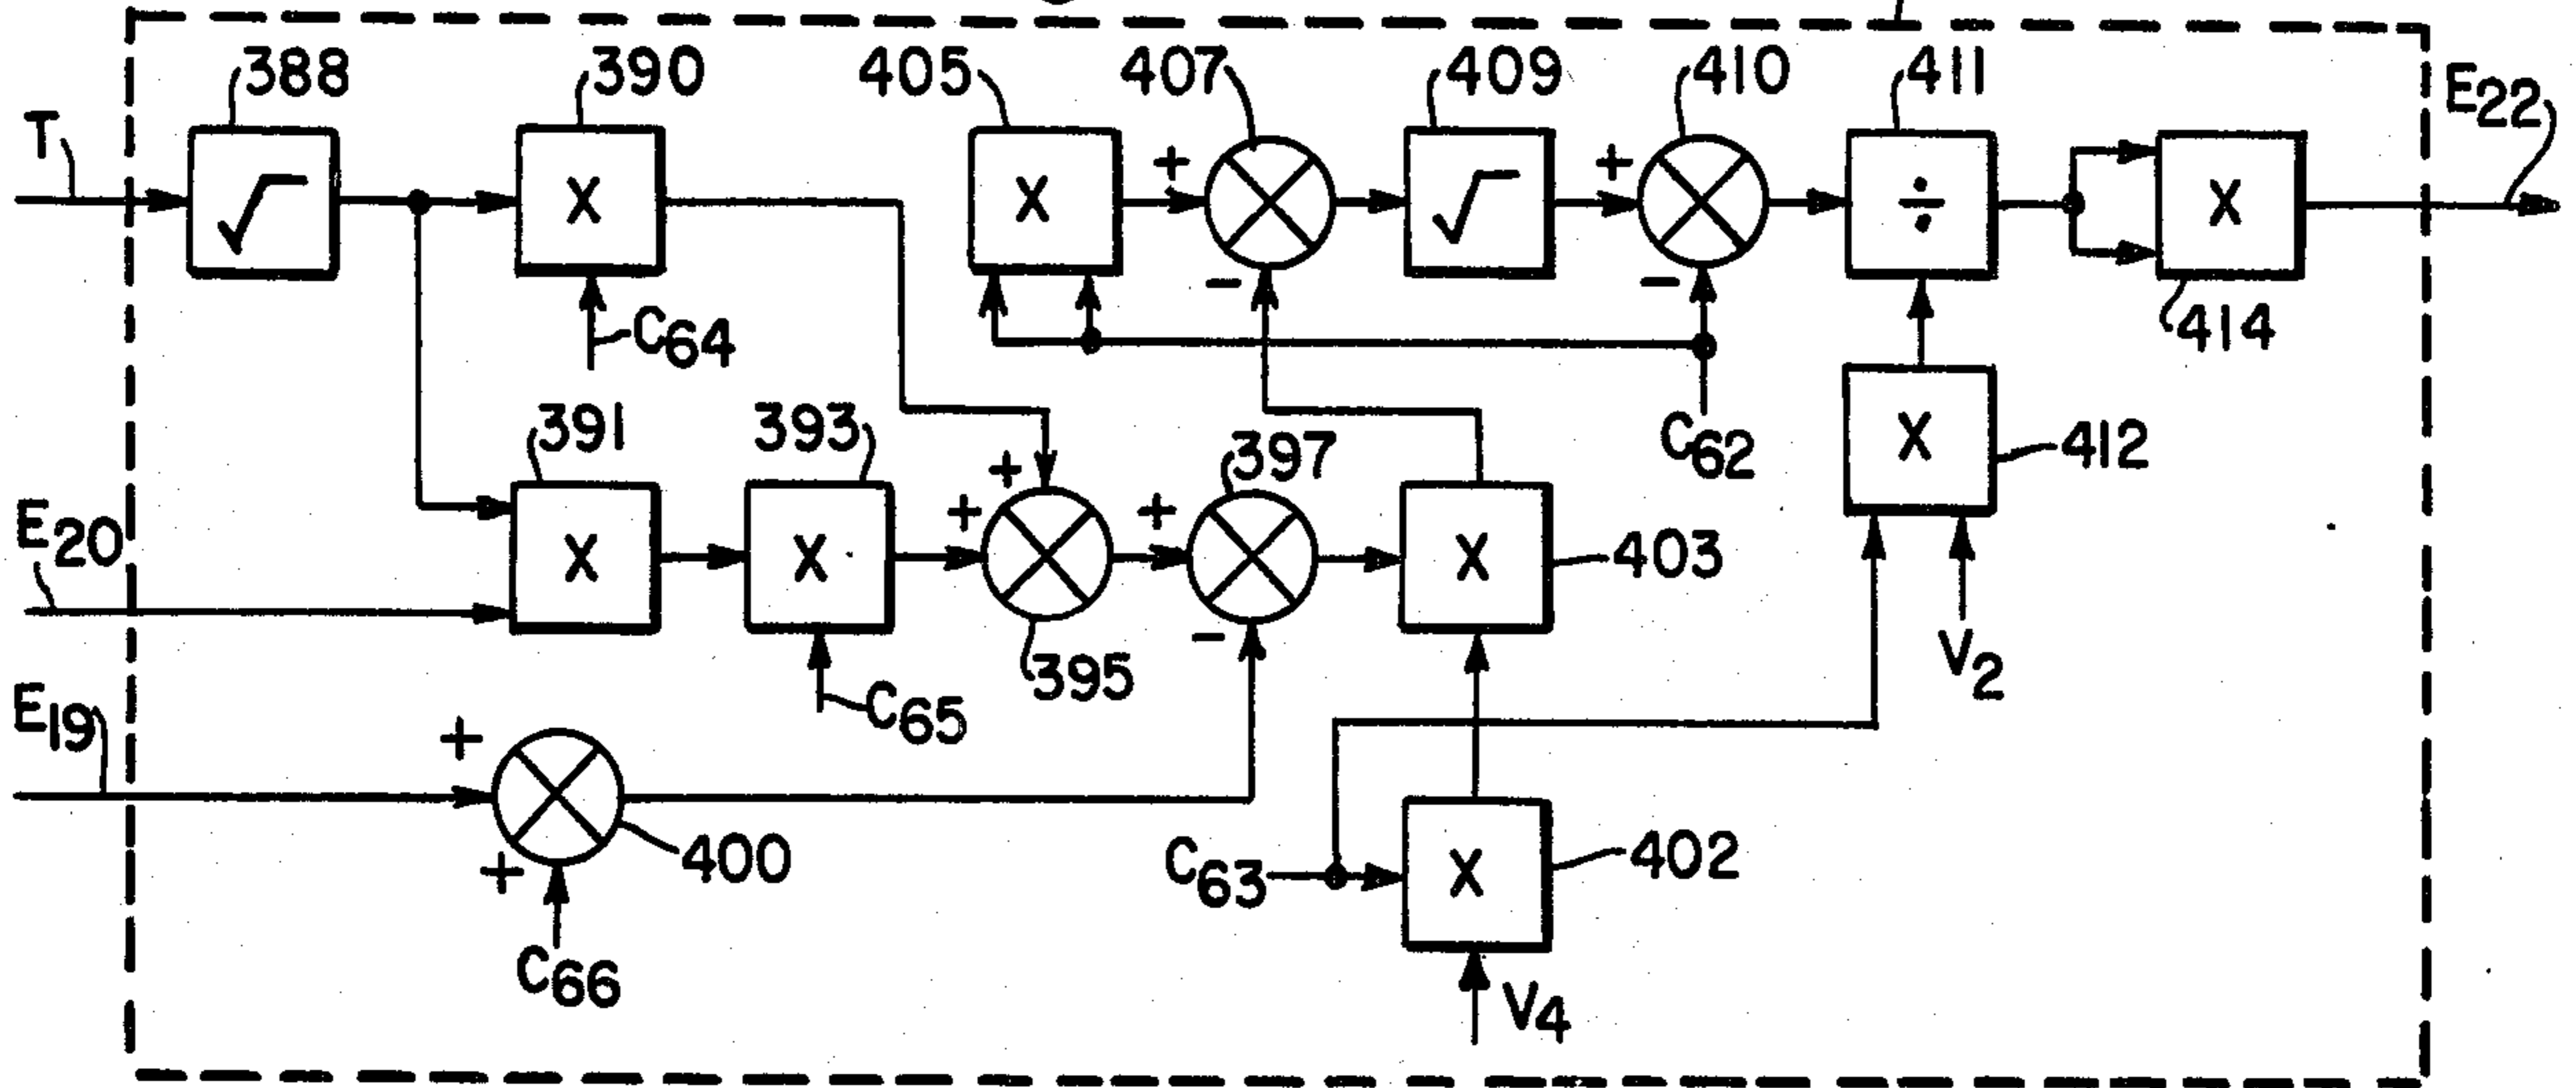 388 390 405 407 409 410 411
T E22
√ X X + √ + ÷ X
- -
C64 414
391 393 397 C62 X 412
E20 X X + + + X 403
- V2
395
E19 C65
+
+ 400 C63 X 402
C66 V4